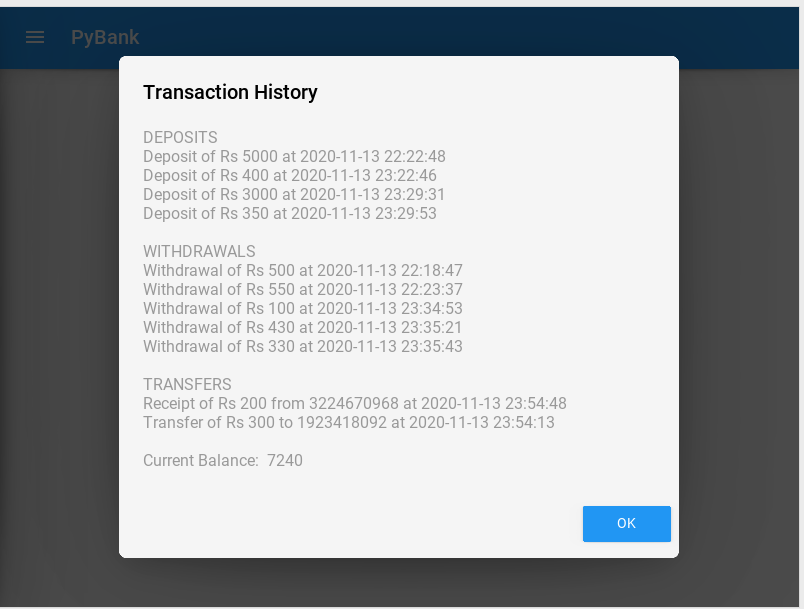 PyBank
Transaction History
DEPOSITS
Deposit of Rs 5000 at 2020-11-13 22:22:48
Deposit of Rs 400 at 2020-11-13 23:22:46
Deposit of Rs 3000 at 2020-11-13 23:29:31
Deposit of Rs 350 at 2020-11-13 23:29:53
WITHDRAWALS
Withdrawal of Rs 500 at 2020-11-13 22:18:47
Withdrawal of Rs 550 at 2020-11-13 22:23:37
Withdrawal of Rs 100 at 2020-11-13 23:34:53
Withdrawal of Rs 430 at 2020-11-13 23:35:21
Withdrawal of Rs 330 at 2020-11-13 23:35:43
TRANSFERS
Receipt of Rs 200 from 3224670968 at 2020-11-13 23:54:48
Transfer of Rs 300 to 1923418092 at 2020-11-13 23:54:13
Current Balance:  7240
OK